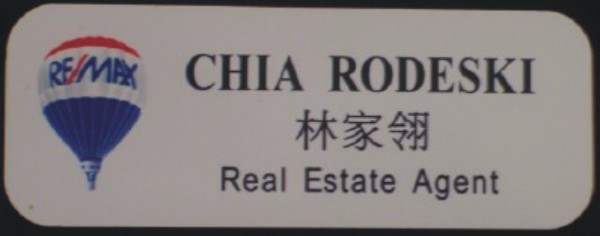 RE/MAX
CHIA RODESKI
林家翎
Real Estate Agent